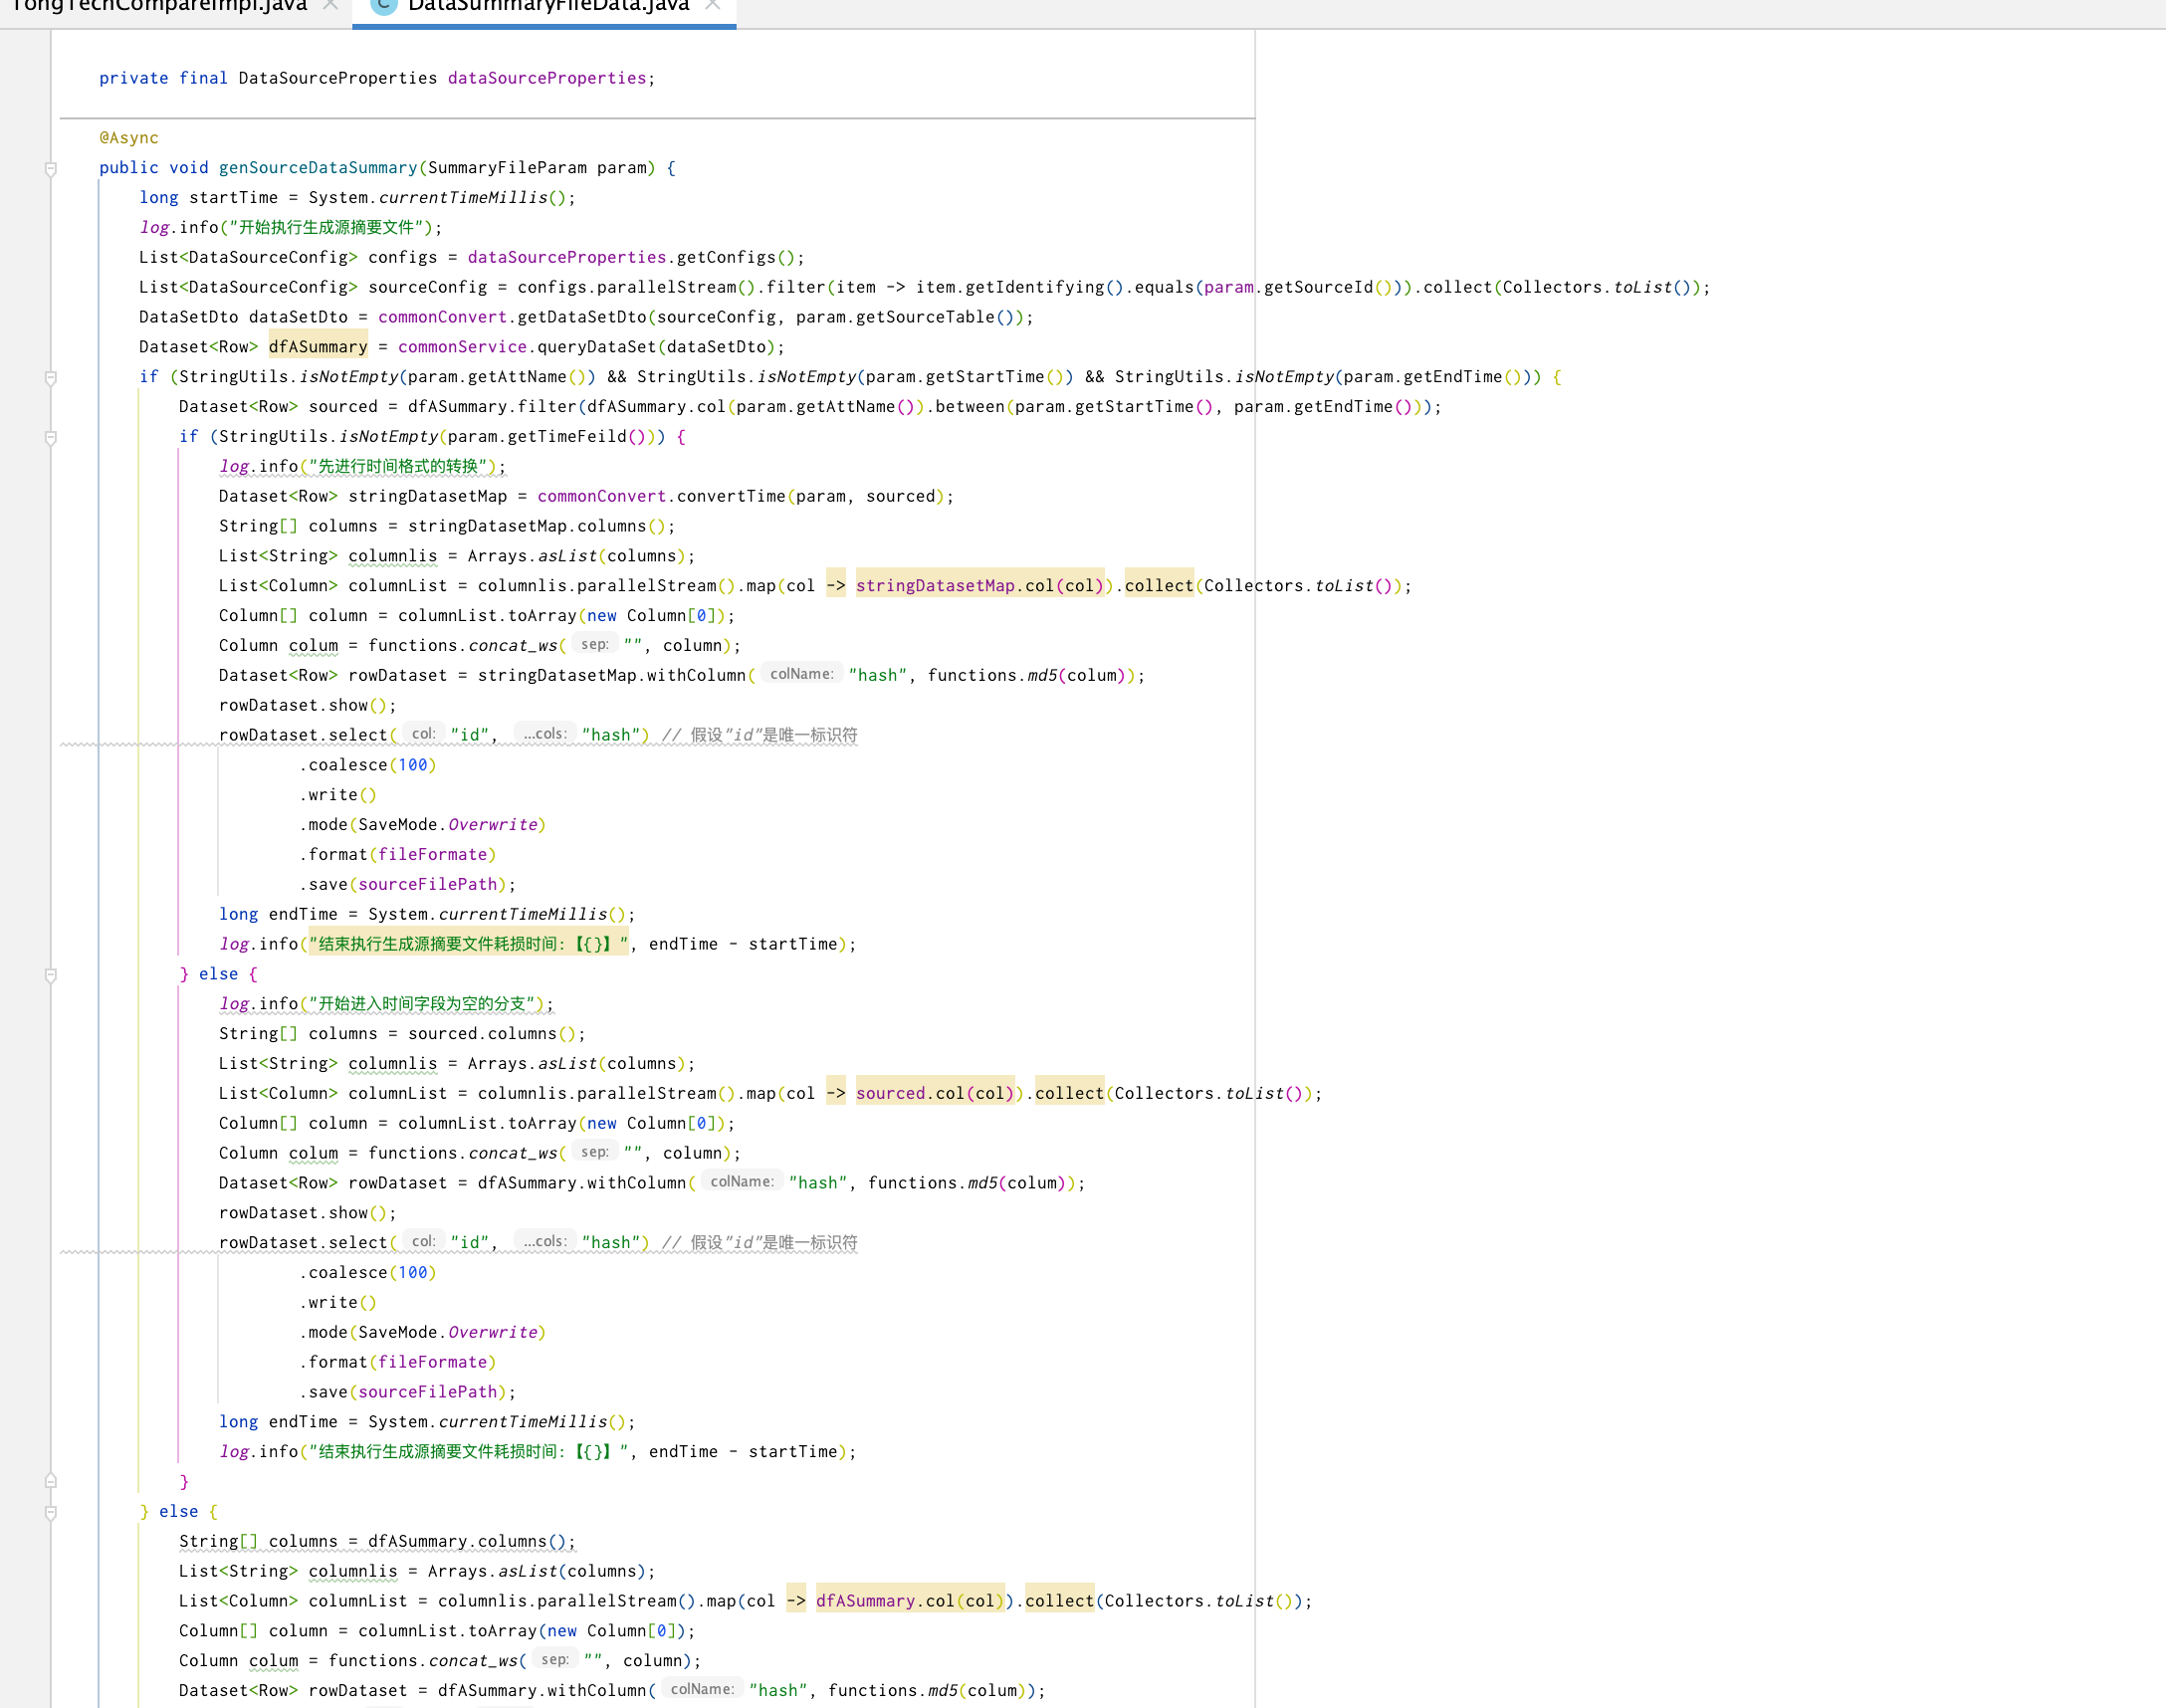 TongTechCompareImpl.java DataSummaryFileData.java
private final DataSourceProperties dataSourceProperties;
@Async
public void genSourceDataSummary(SummaryFileParam param) {
long startTime = System.currentTimeMillis();
log.info("开始执行生成源摘要文件");
List<DataSourceConfig> configs = dataSourceProperties.getConfigs();
List<DataSourceConfig> sourceConfig = configs.parallelStream().filter(item -> item.getIdentifying().equals(param.getSourceId())).collect(Collectors.toList());
DataSetDto dataSetDto = commonConvert.getDataSetDto(sourceConfig, param.getSourceTable());
Dataset<Row> dfASummary = commonService.queryDataSet(dataSetDto);
if (StringUtils.isNotEmpty(param.getAttName()) && StringUtils.isNotEmpty(param.getStartTime()) && StringUtils.isNotEmpty(param.getEndTime())) {
Dataset<Row> sourced = dfASummary.filter(dfASummary.col(param.getAttName()).between(param.getStartTime(), param.getEndTime()));
if (StringUtils.isNotEmpty(param.getTimeFeild())) {
log.info("先进行时间格式的转换");
Dataset<Row> stringDatasetMap = commonConvert.convertTime(param, sourced);
String[] columns = stringDatasetMap.columns();
List<String> columnlis = Arrays.asList(columns);
List<Column> columnList = columnlis.parallelStream().map(col -> stringDatasetMap.col(col)).collect(Collectors.toList());
Column[] column = columnList.toArray(new Column[0]);
Column colum = functions.concat_ws( sep: "", column);
Dataset<Row> rowDataset = stringDatasetMap.withColumn( colName: "hash", functions.md5(colum));
rowDataset.show();
rowDataset.select( col: "id", ...cols: "hash") // 假设"id"是唯一标识符
.coalesce(100)
.write()
.mode(SaveMode.Overwrite)
.format(fileFormate)
.save(sourceFilePath);
long endTime = System.currentTimeMillis();
log.info("结束执行生成源摘要文件耗损时间:【{}】", endTime - startTime);
} else {
log.info("开始进入时间字段为空的分支");
String[] columns = sourced.columns();
List<String> columnlis = Arrays.asList(columns);
List<Column> columnList = columnlis.parallelStream().map(col -> sourced.col(col)).collect(Collectors.toList());
Column[] column = columnList.toArray(new Column[0]);
Column colum = functions.concat_ws( sep: "", column);
Dataset<Row> rowDataset = dfASummary.withColumn( colName: "hash", functions.md5(colum));
rowDataset.show();
rowDataset.select( col: "id", ...cols: "hash") // 假设"id"是唯一标识符
.coalesce(100)
.write()
.mode(SaveMode.Overwrite)
.format(fileFormate)
.save(sourceFilePath);
long endTime = System.currentTimeMillis();
log.info("结束执行生成源摘要文件耗损时间:【{}】", endTime - startTime);
}
} else {
String[] columns = dfASummary.columns();
List<String> columnlis = Arrays.asList(columns);
List<Column> columnList = columnlis.parallelStream().map(col -> dfASummary.col(col)).collect(Collectors.toList());
Column[] column = columnList.toArray(new Column[0]);
Column colum = functions.concat_ws( sep: "", column);
Dataset<Row> rowDataset = dfASummary.withColumn( colName: "hash", functions.md5(colum));